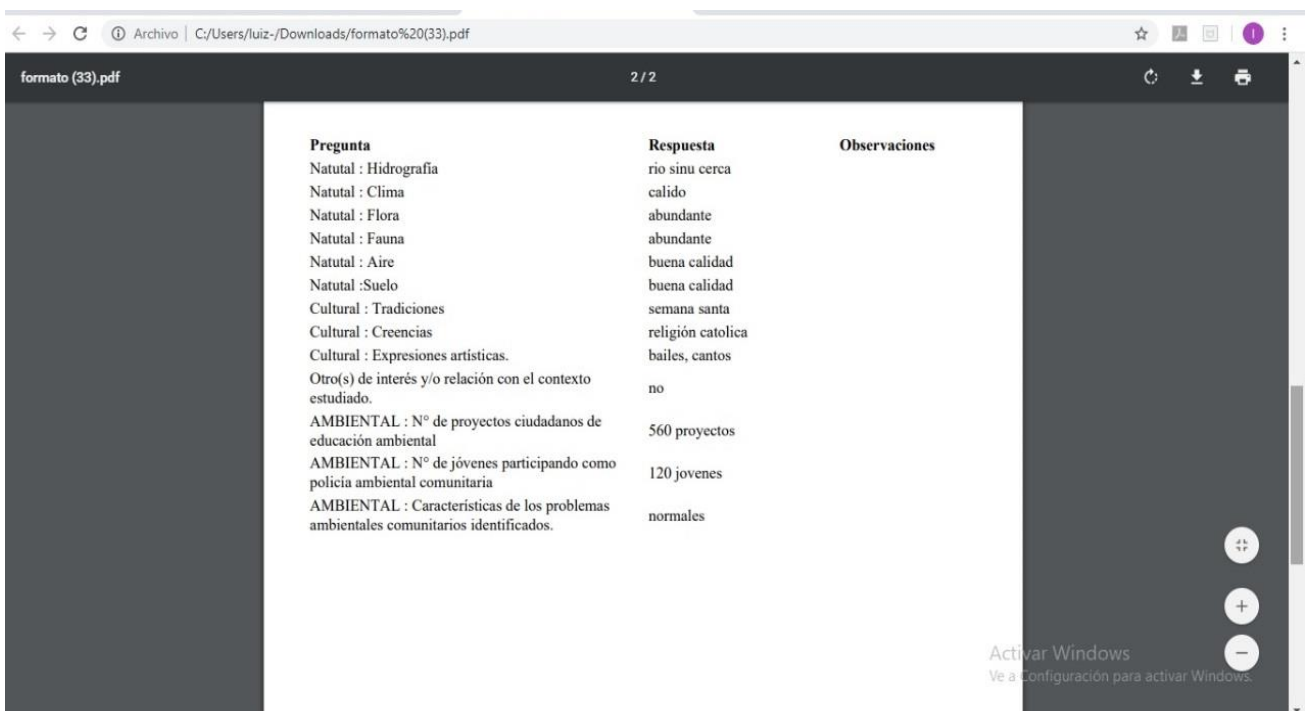 Archivo | C:/Users/luiz-/Downloads/formato%20(33).pdf
I
formato (33).pdf 2 / 2
Pregunta Respuesta Observaciones
Natutal : Hidrografía rio sinu cerca
Natutal : Clima calido
Natutal : Flora abundante
Natutal : Fauna abundante
Natutal : Aire buena calidad
Natutal :Suelo buena calidad
Cultural : Tradiciones semana santa
Cultural : Creencias religión catolica
Cultural : Expresiones artísticas. bailes, cantos
Otro(s) de interés y/o relación con el contexto
estudiado. no
AMBIENTAL : N° de proyectos ciudadanos de
educación ambiental 560 proyectos
AMBIENTAL : N° de jóvenes participando como
policía ambiental comunitaria 120 jovenes
AMBIENTAL : Características de los problemas
ambientales comunitarios identificados. normales
Activar Windows
Ve a Configuración para activar Windows.